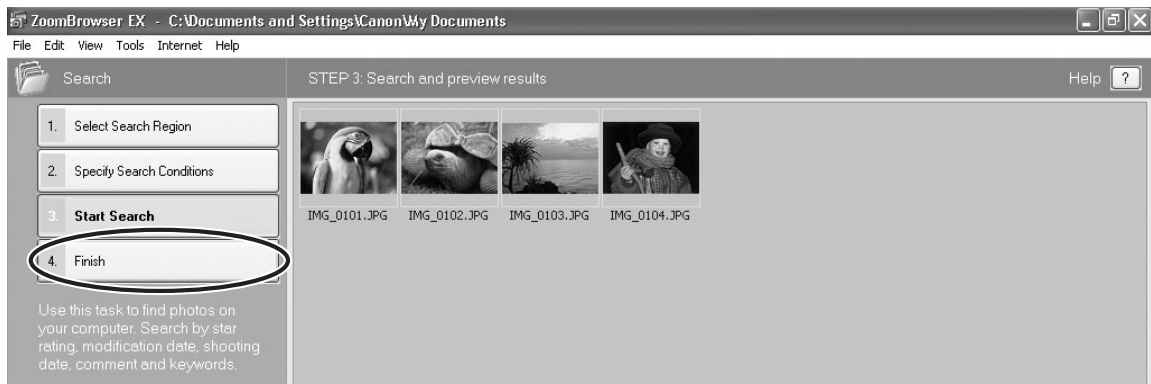 ZoomBrowser EX - C:\Documents and Settings\Canon\My Documents
File Edit View Tools Internet Help
Search
STEP 3: Search and preview results
Help ?
1. Select Search Region
2. Specify Search Conditions
3. Start Search
4. Finish
IMG_0101.JPG IMG_0102.JPG IMG_0103.JPG IMG_0104.JPG
Use this task to find photos on
your computer. Search by star
rating, modification date, shooting
date, comment and keywords.